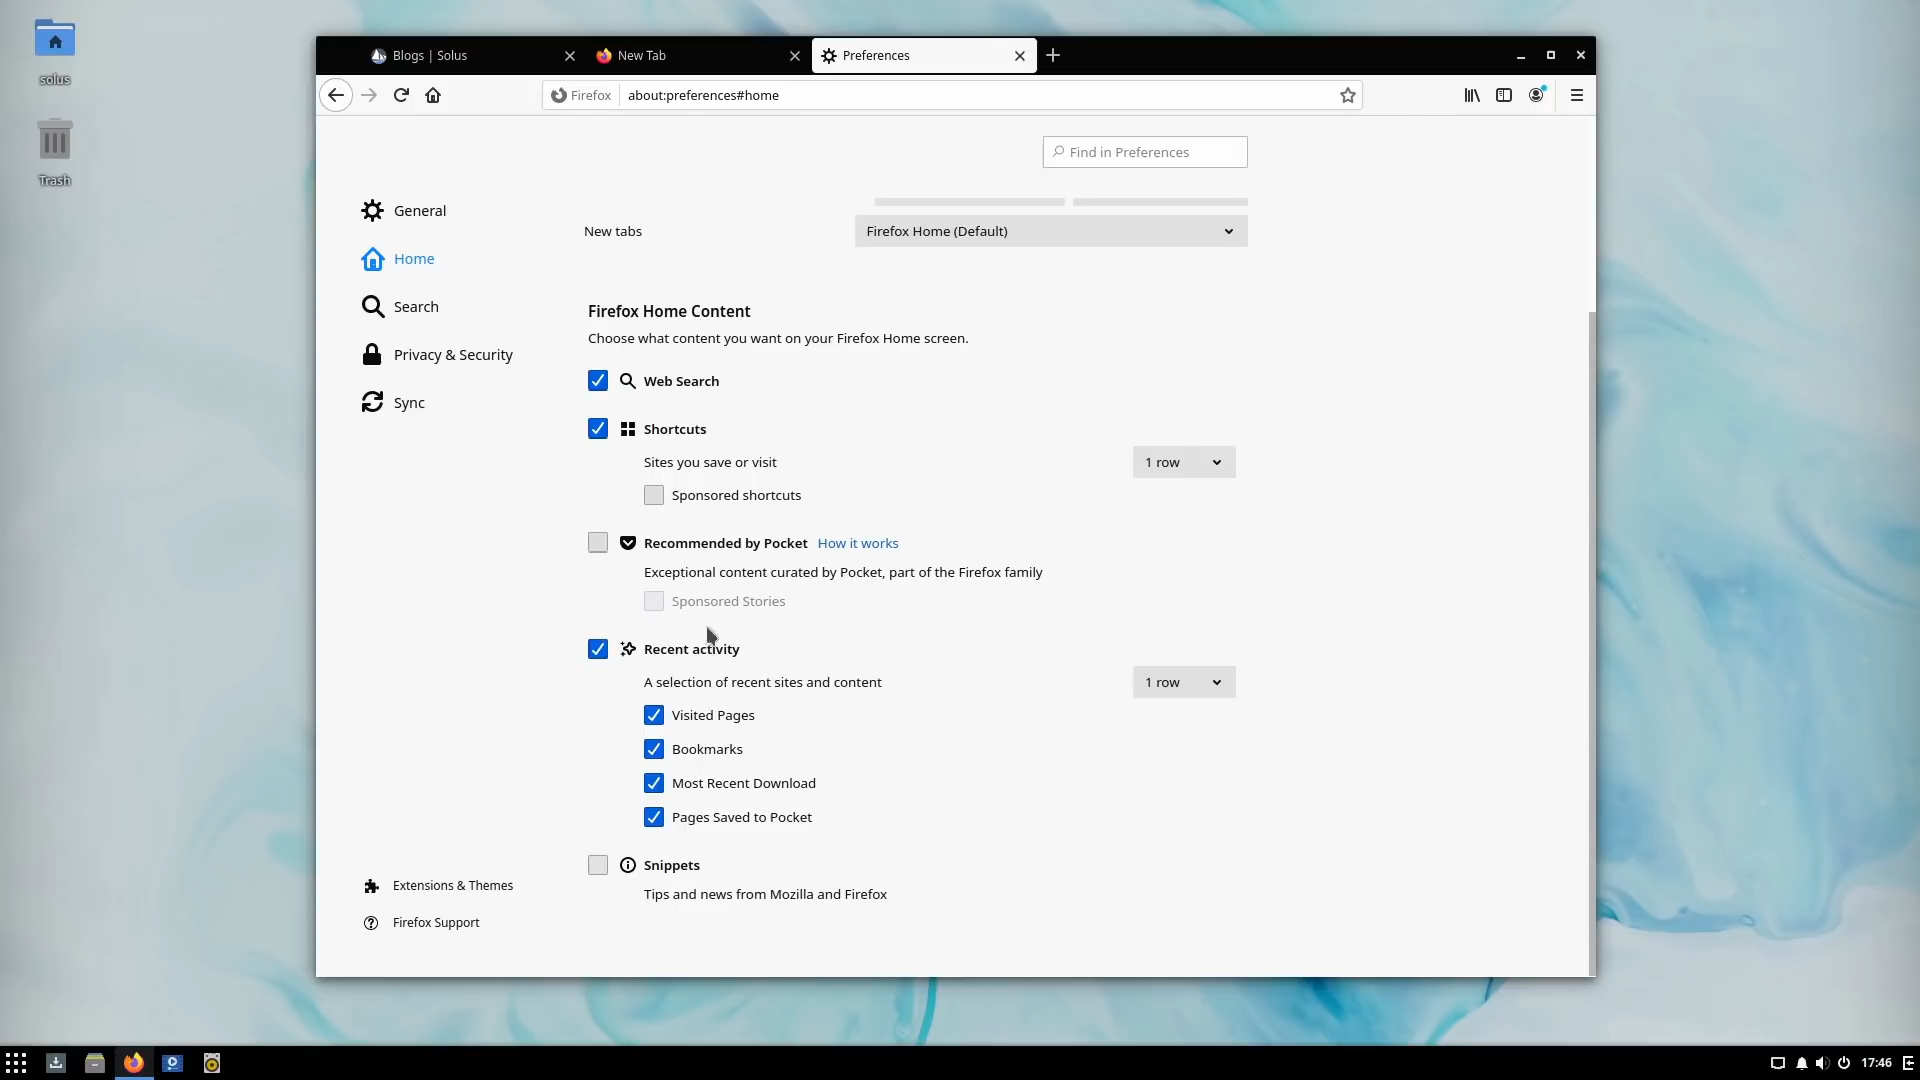 solus
Trash
Blogs | Solus
New Tab
Preferences
Firefox
about:preferences#home
Find in Preferences
General
Home
Search
Privacy & Security
Sync
New tabs
Firefox Home (Default)
Firefox Home Content
Choose what content you want on your Firefox Home screen.
Web Search
Shortcuts
Sites you save or visit
1 row
Sponsored shortcuts
Recommended by Pocket How it works
Exceptional content curated by Pocket, part of the Firefox family
Sponsored Stories
Recent activity
A selection of recent sites and content
1 row
Visited Pages
Bookmarks
Most Recent Download
Pages Saved to Pocket
Snippets
Tips and news from Mozilla and Firefox
Extensions & Themes
Firefox Support
17:46